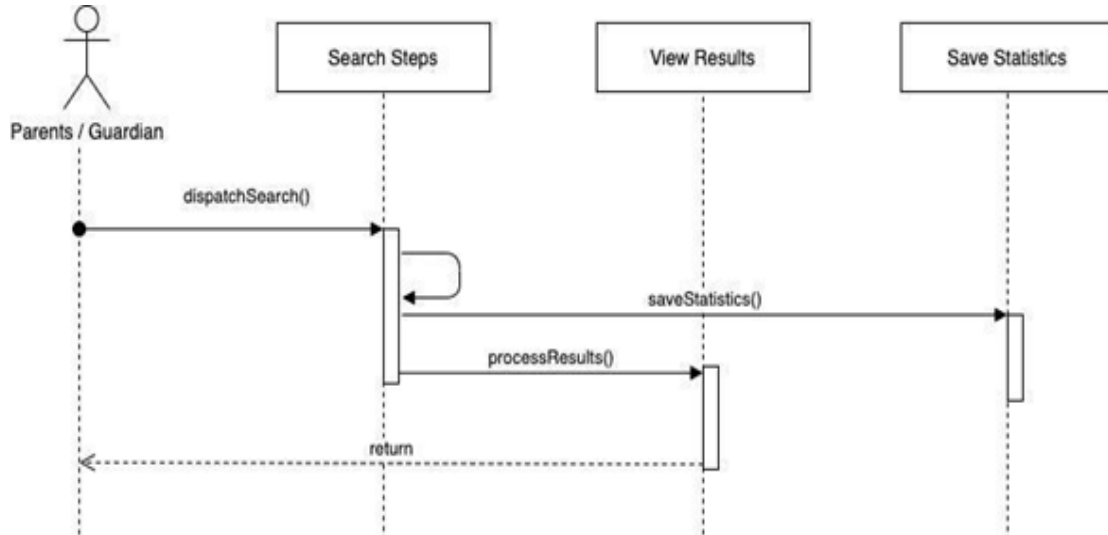 Search Steps
View Results
Save Statistics
Parents / Guardian
dispatchSearch()
saveStatistics()
processResults()
return